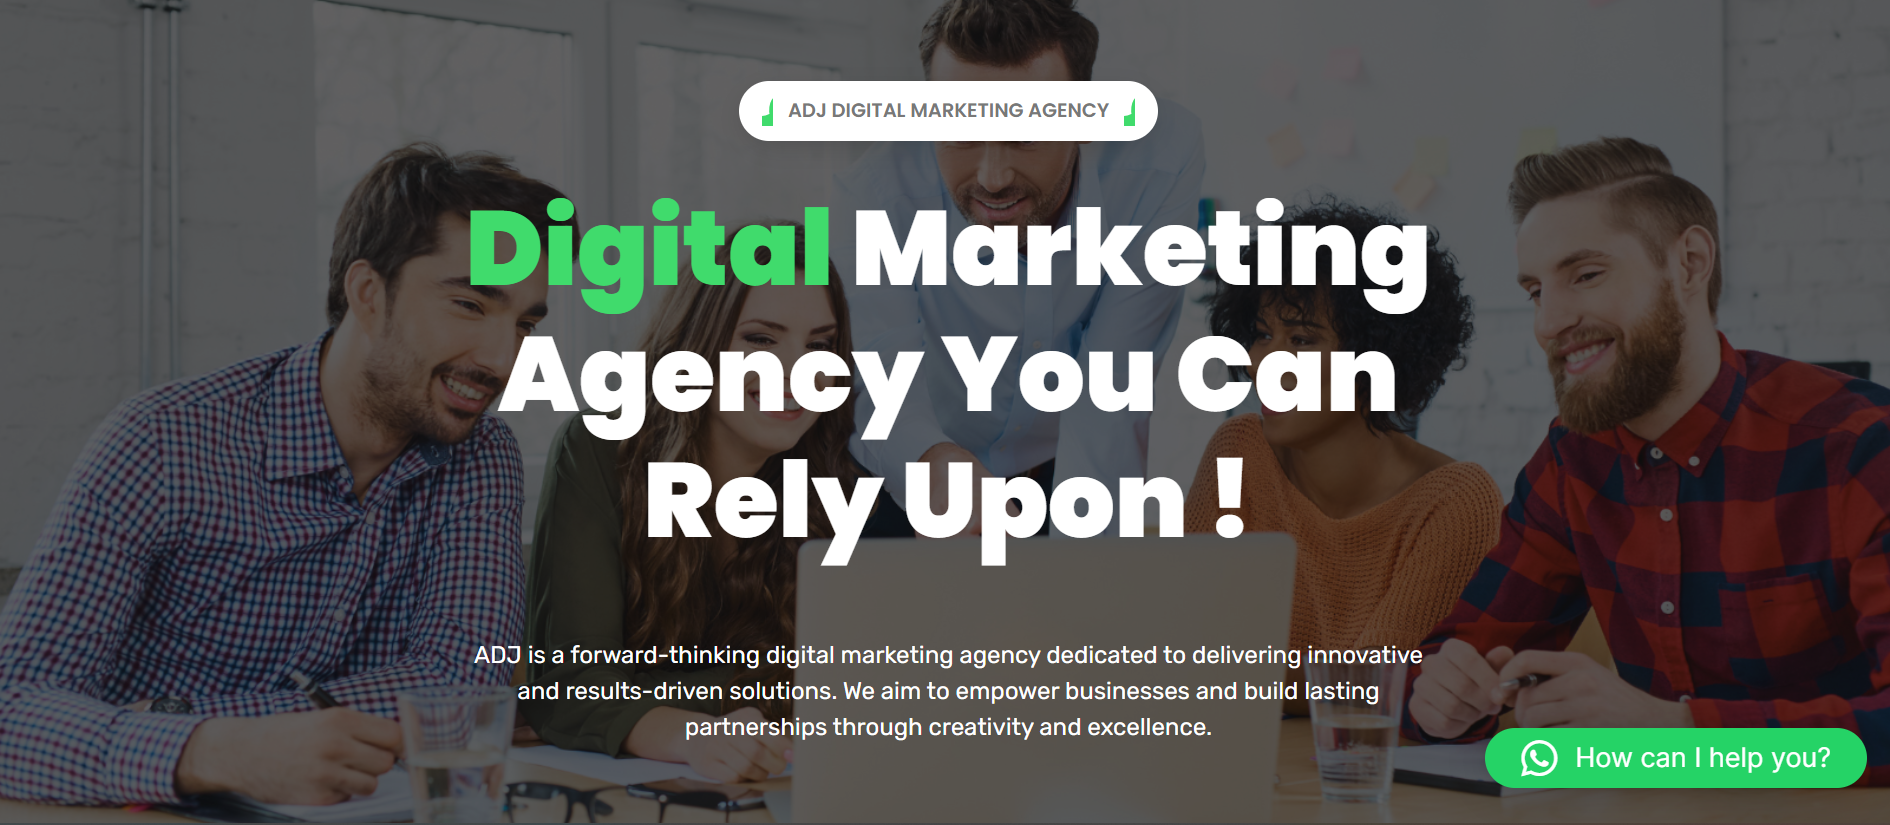 ADJ DIGITAL MARKETING AGENCY
Digital Marketing
Agency You Can
Rely Upon !
ADJ is a forward-thinking digital marketing agency dedicated to delivering innovative
and results-driven solutions. We aim to empower businesses and build lasting
partnerships through creativity and excellence.
How can I help you?